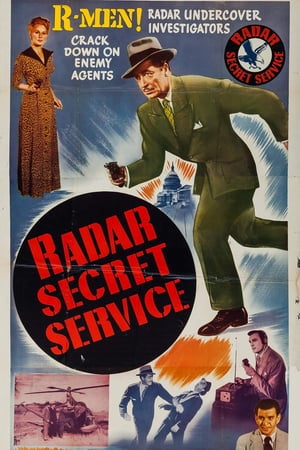 R-MEN!
RADAR UNDERCOVER
INVESTIGATORS
CRACK
DOWN ON
ENEMY
AGENTS
RADAR
SECRET SERVICE
RADAR
SECRET
SERVICE